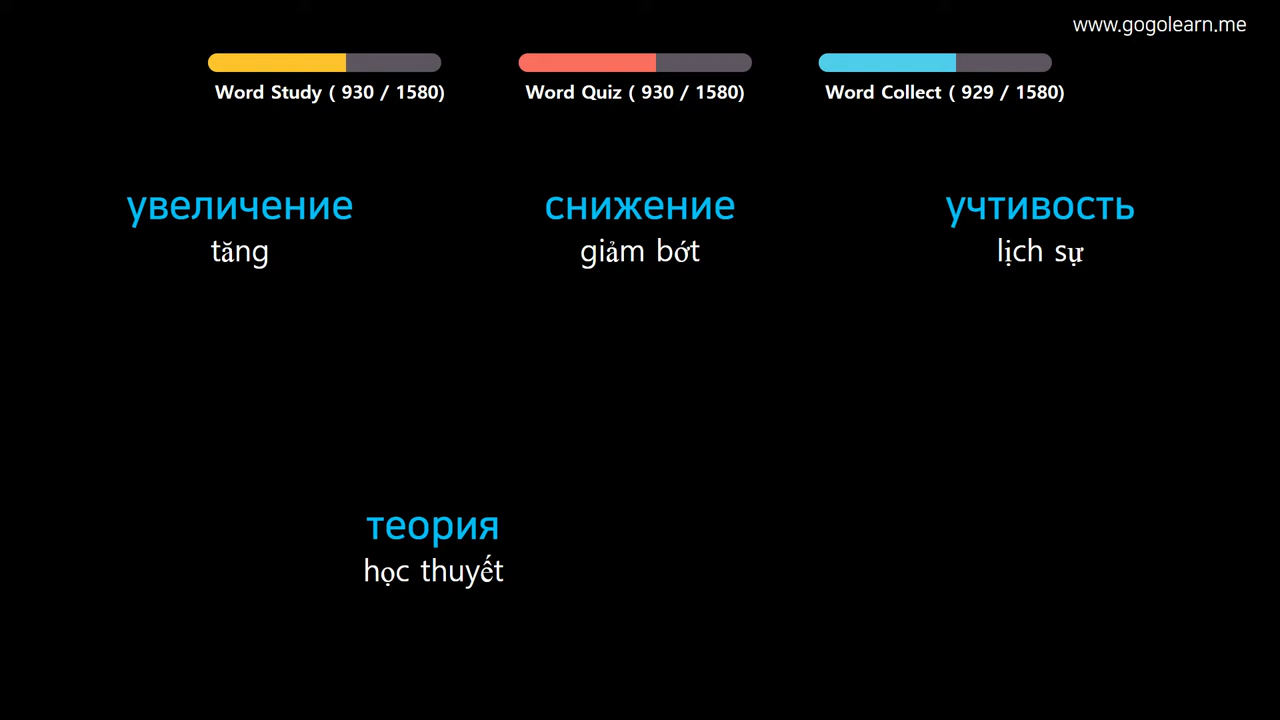 www.gogolearn.me
Word Study ( 930 / 1580)
Word Quiz ( 930 / 1580)
Word Collect ( 929 / 1580)
увеличение
tăng
снижение
giảm bớt
учтивость
lịch sự
теория
học thuyết